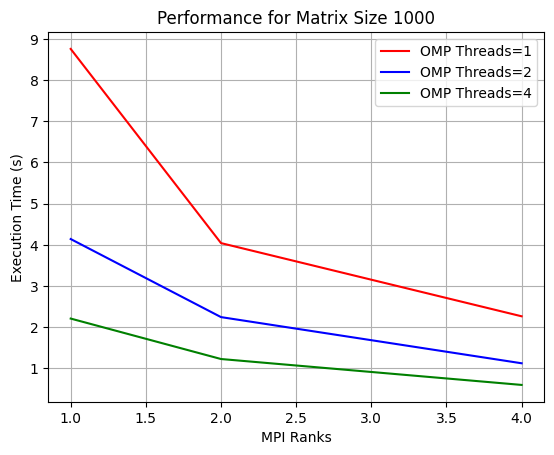 Performance for Matrix Size 1000
OMP Threads=1
OMP Threads=2
OMP Threads=4
Execution Time (s)
9
8
7
6
5
4
3
2
1
1.0 1.5 2.0 2.5 3.0 3.5 4.0
MPI Ranks